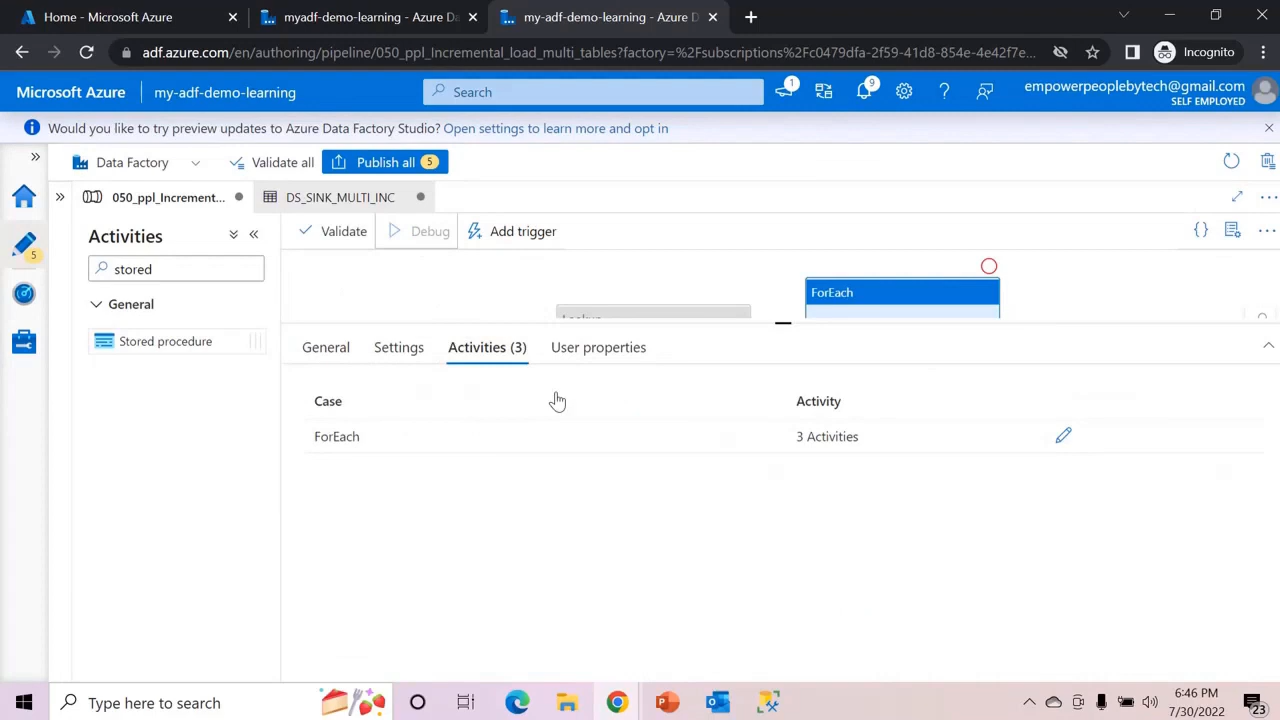 Home - Microsoft Azure
myadf-demo-learning - Azure Da
my-adf-demo-learning - Azure D
adf.azure.com/en/authoring/pipeline/050_ppl_Incremental_load_multi_tables?factory=%2Fsubscriptions%2Fc0479dfa-2f59-41d8-854e-4e42f7e...
Incognito
Microsoft Azure
my-adf-demo-learning
Search
1
9
empowerpeoplebytech@gmail.com
SELF EMPLOYED
Would you like to try preview updates to Azure Data Factory Studio? Open settings to learn more and opt in
Data Factory
Validate all
Publish all 5
050_ppl_Increment...
DS_SINK_MULTI_INC
Activities
Validate
Debug
Add trigger
5
stored
General
Stored procedure
ForEach
General
Settings
Activities (3)
User properties
Case
Activity
ForEach
3 Activities
Type here to search
6:46 PM
7/30/2022
23